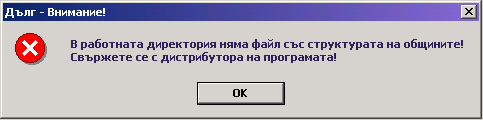 Дълг - Внимание!
В работната директория няма файл със структурата на общините!
Свържете се с дистрибутора на програмата!
OK